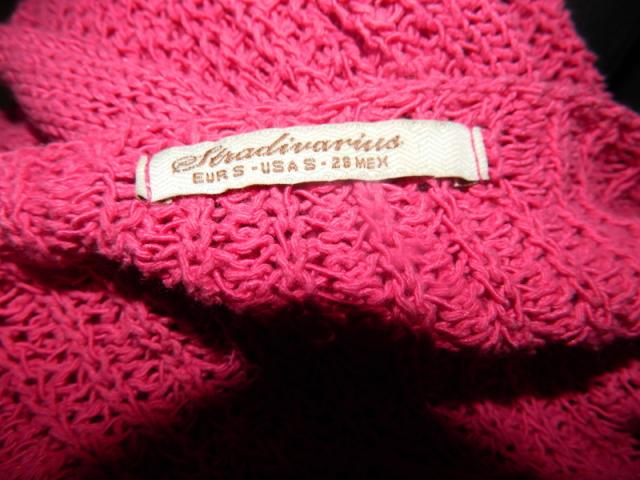 Stradivarius
EUR S - USA S - 28 MEX